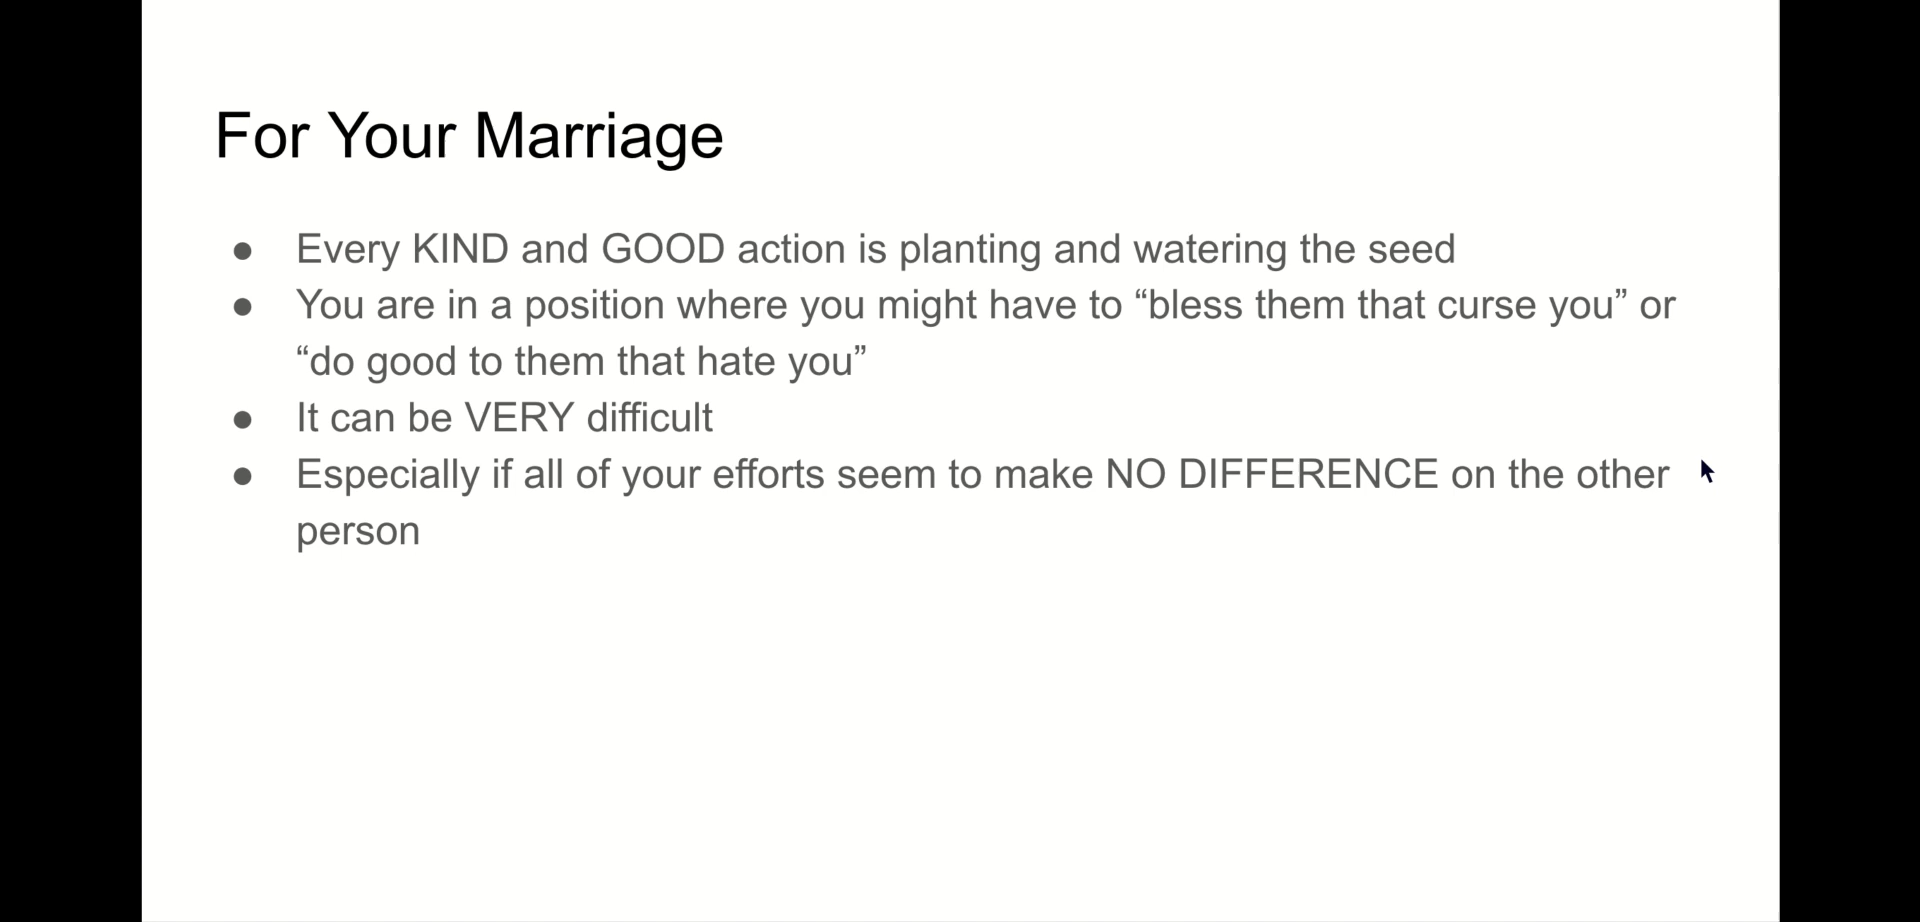 For Your Marriage
● Every KIND and GOOD action is planting and watering the seed
● You are in a position where you might have to “bless them that curse you” or
“do good to them that hate you”
● It can be VERY difficult
● Especially if all of your efforts seem to make NO DIFFERENCE on the other
person